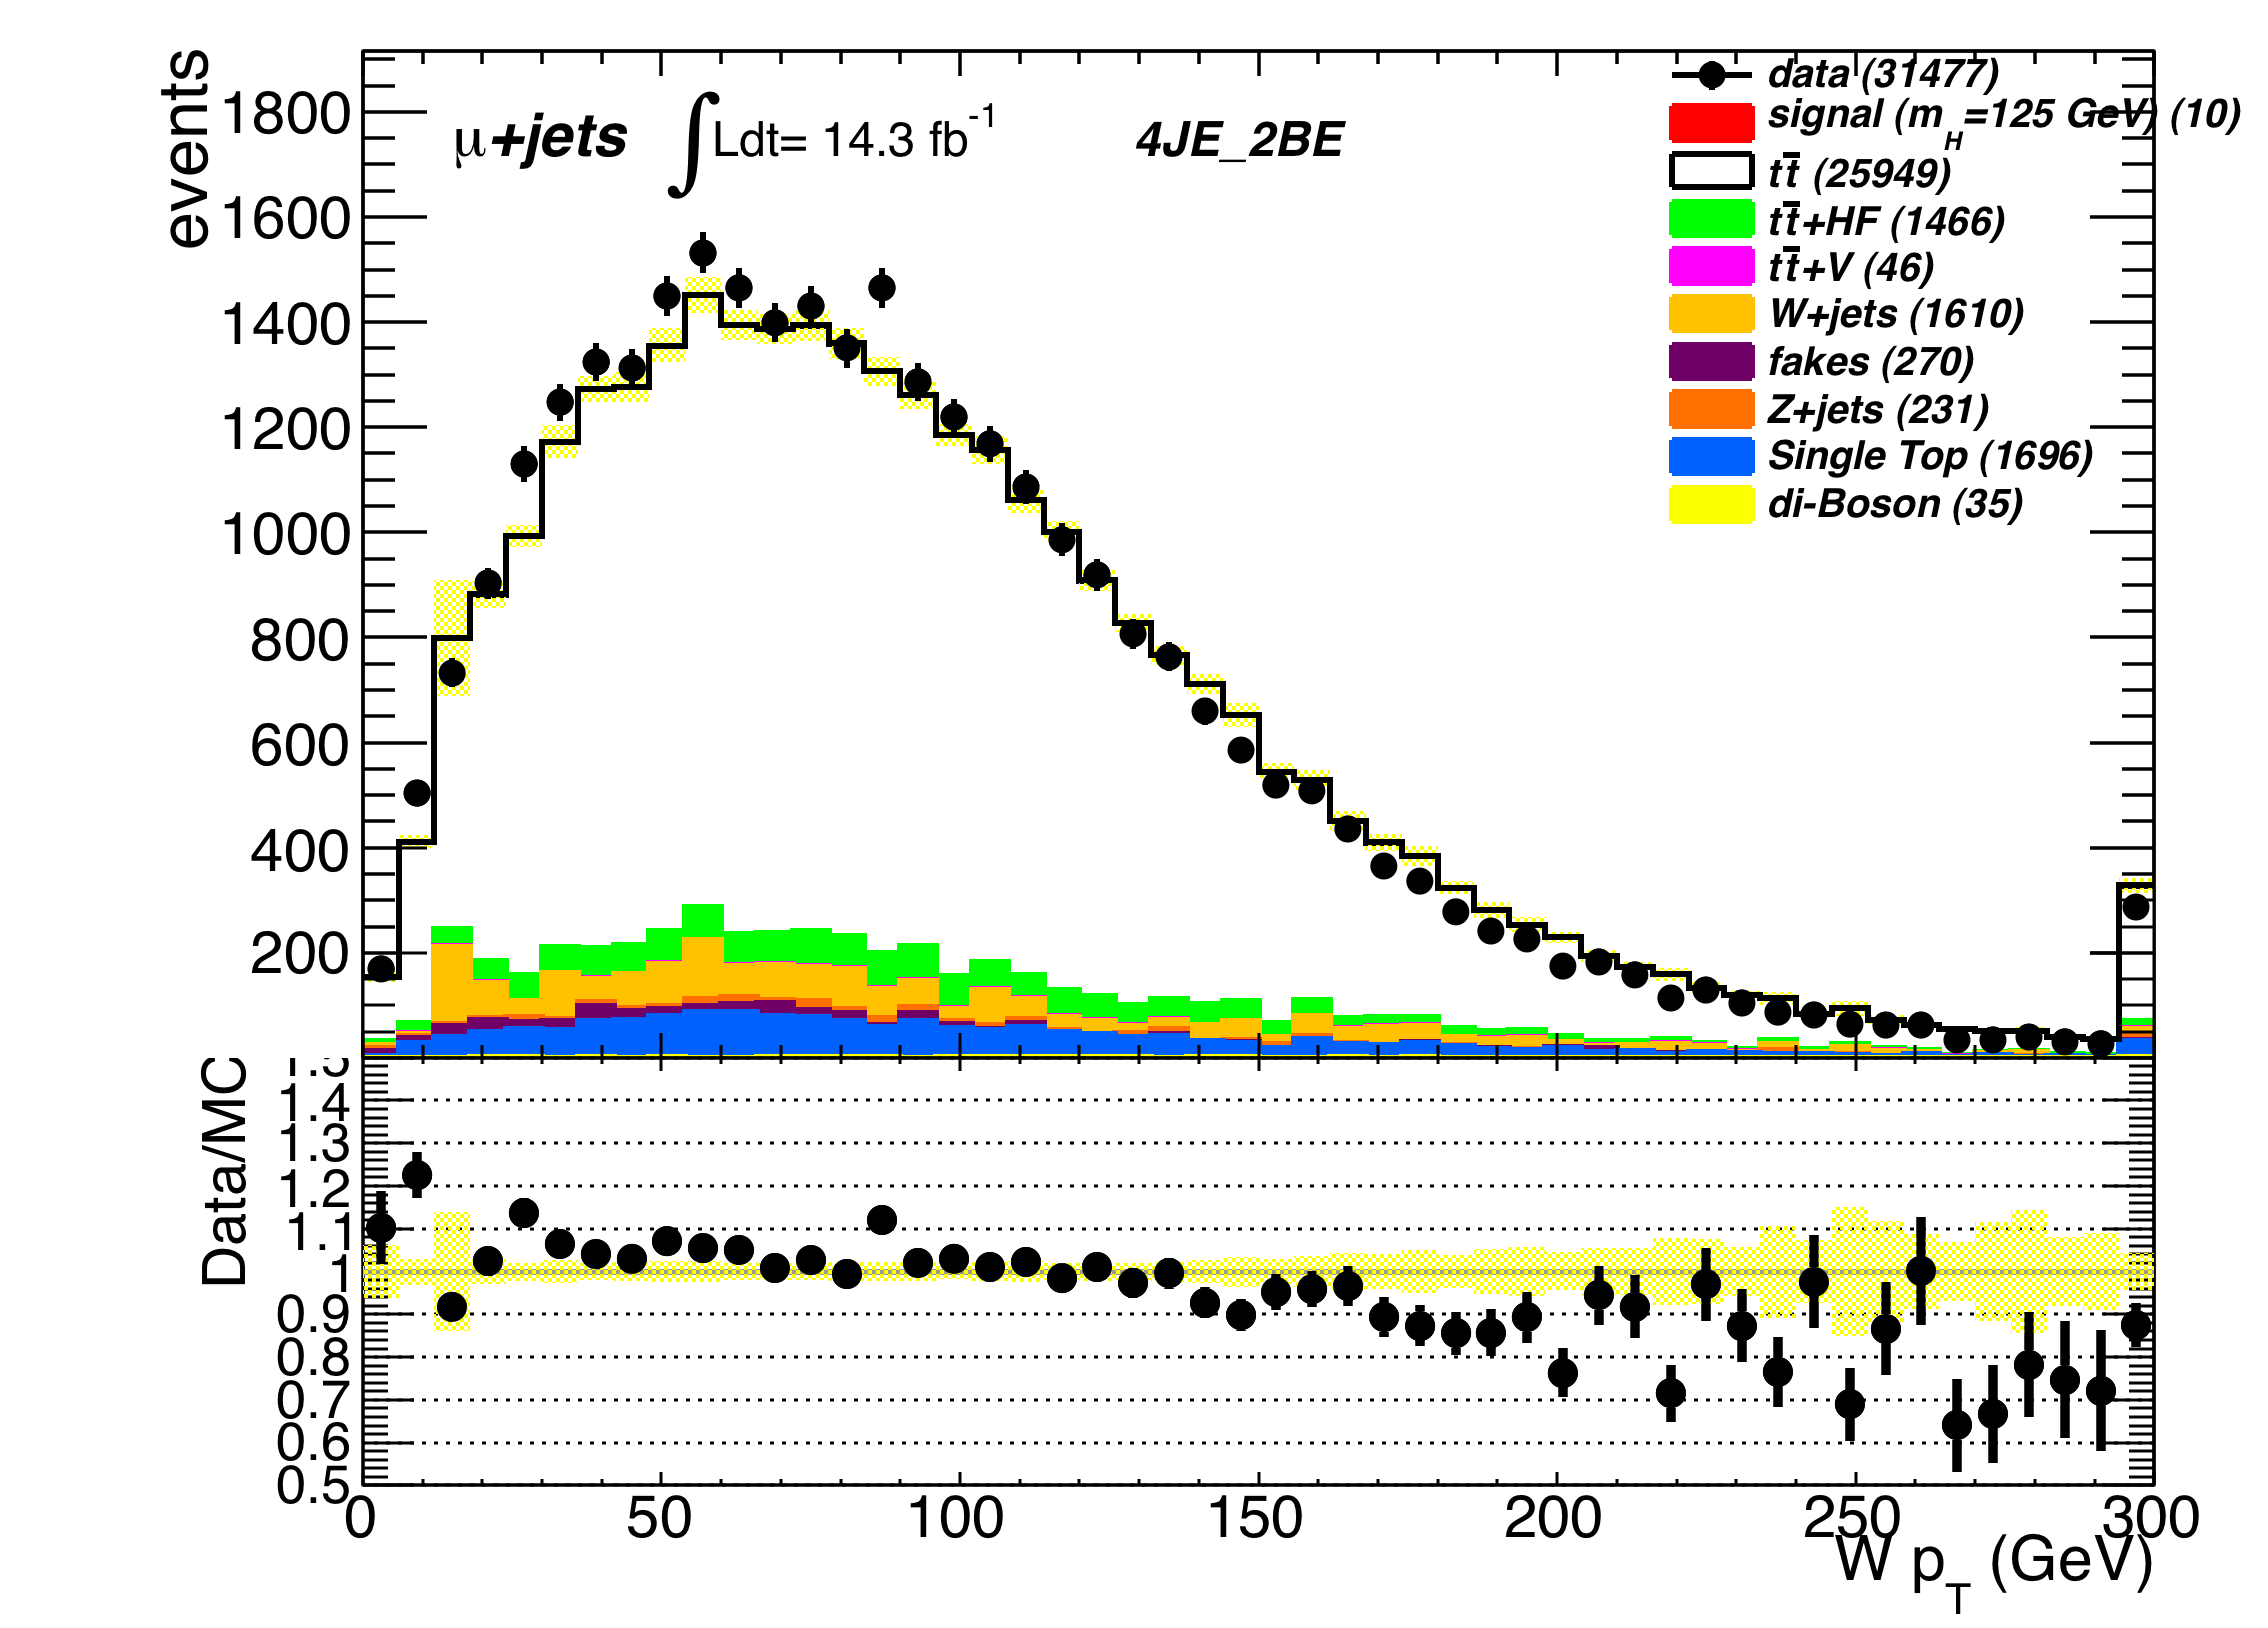 events
1800
1600
1400
1200
1000
800
600
400
200
μ+jets ∫Ldt= 14.3 fb-1 4JE_2BE
data (31477)
signal (mH=125 GeV) (10)
tt̄ (25949)
tt̄+HF (1466)
tt̄+V (46)
W+jets (1610)
fakes (270)
Z+jets (231)
Single Top (1696)
di-Boson (35)
Data/MC
1.5
1.4
1.3
1.2
1.1
1
0.9
0.8
0.7
0.6
0.5
0 50 100 150 200 250 300
W pT (GeV)